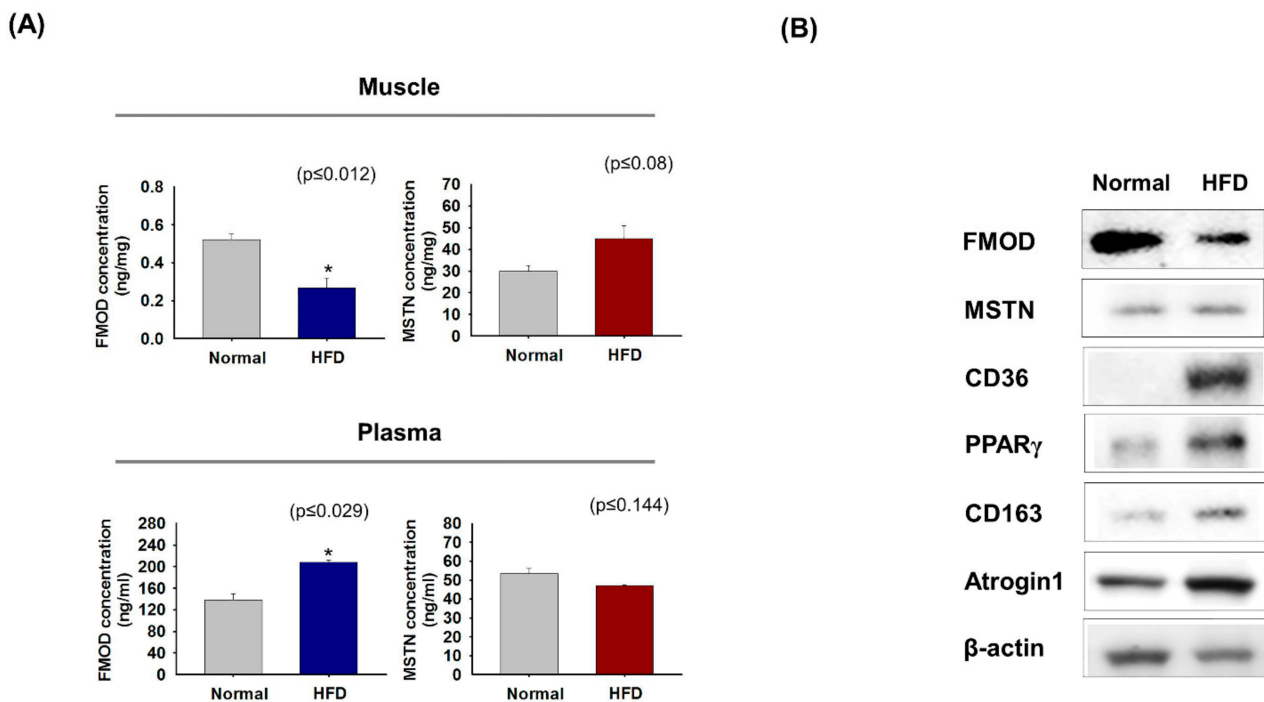 (A)
Muscle
(p≤0.012)
FMOD concentration
(ng/mg)
0.8
0.6
0.4
0.2
0.0
*
Normal HFD
(p≤0.08)
MSTN concentration
(ng/mg)
70
60
50
40
30
20
10
0
Normal HFD
Plasma
(p≤0.029)
FMOD concentration
(ng/ml)
280
240
200
160
120
80
40
0
*
Normal HFD
(p≤0.144)
MSTN concentration
(ng/ml)
80
70
60
50
40
30
20
10
0
Normal HFD
(B)
Normal HFD
FMOD
MSTN
CD36
PPARγ
CD163
Atrogin1
β-actin